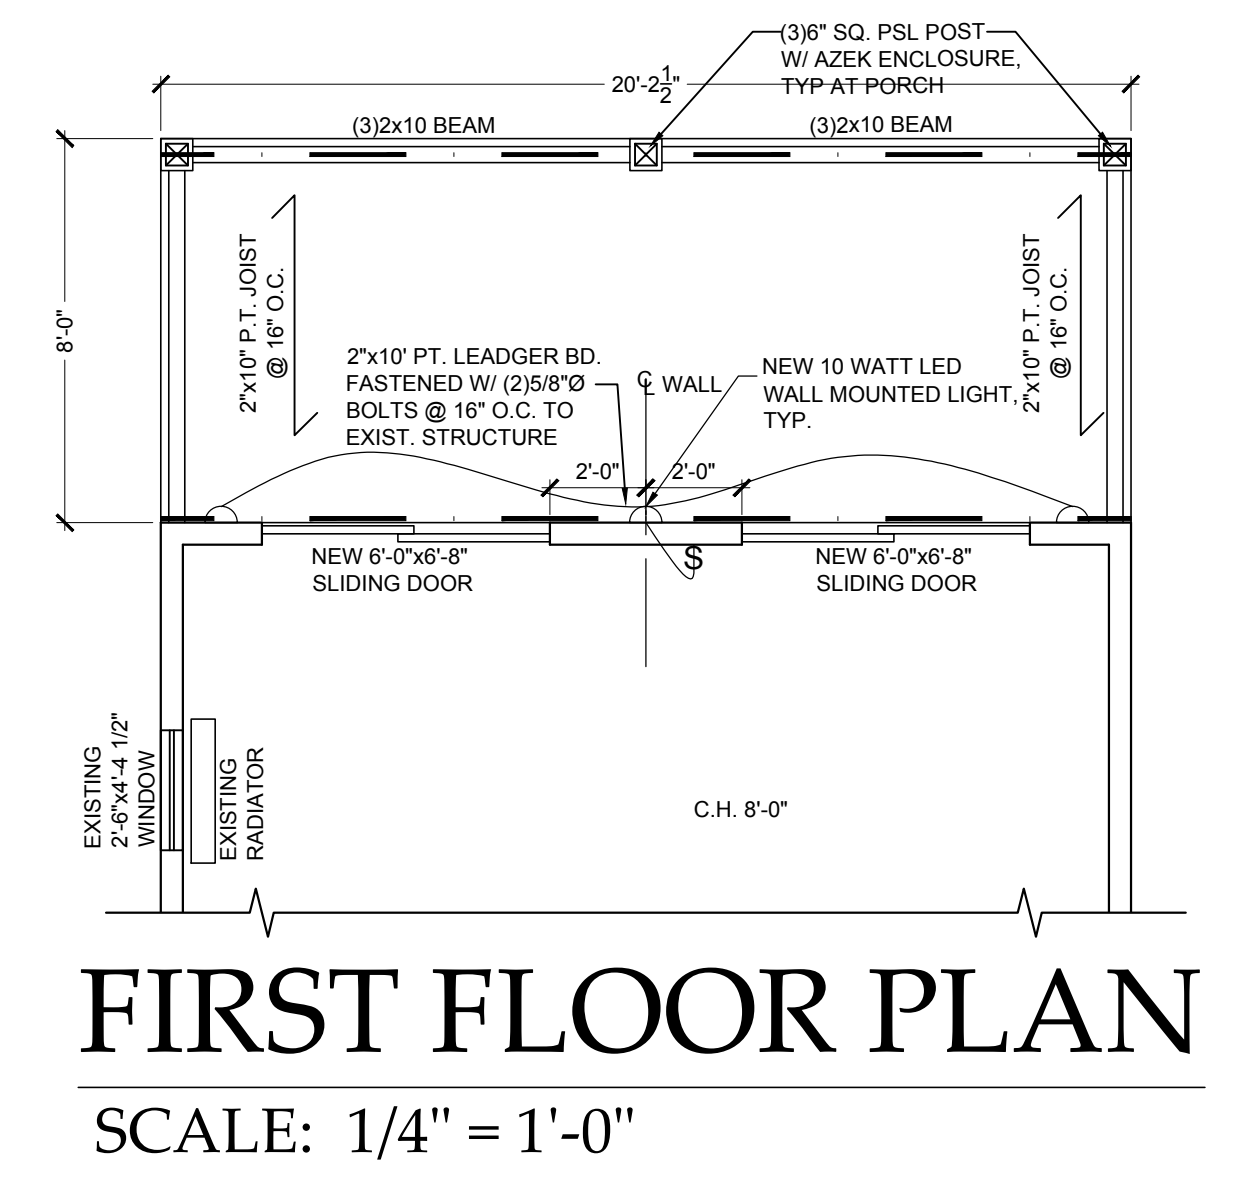 (3)6" SQ. PSL POST
W/ AZEK ENCLOSURE,
TYP AT PORCH
20'-2 1/2"
(3)2x10 BEAM
(3)2x10 BEAM
8'-0"
2"x10" P.T. JOIST
@ 16" O.C.
2"x10" P.T. JOIST
@ 16" O.C.
2"x10' PT. LEADGER BD.
FASTENED W/ (2)5/8"Ø
BOLTS @ 16" O.C. TO
EXIST. STRUCTURE
℄ WALL
NEW 10 WATT LED
WALL MOUNTED LIGHT,
TYP.
2'-0"
2'-0"
NEW 6'-0"x6'-8"
SLIDING DOOR
S
NEW 6'-0"x6'-8"
SLIDING DOOR
EXISTING
2'-6"x4'-4 1/2"
WINDOW
EXISTING
RADIATOR
C.H. 8'-0"
FIRST FLOOR PLAN
SCALE: 1/4" = 1'-0"